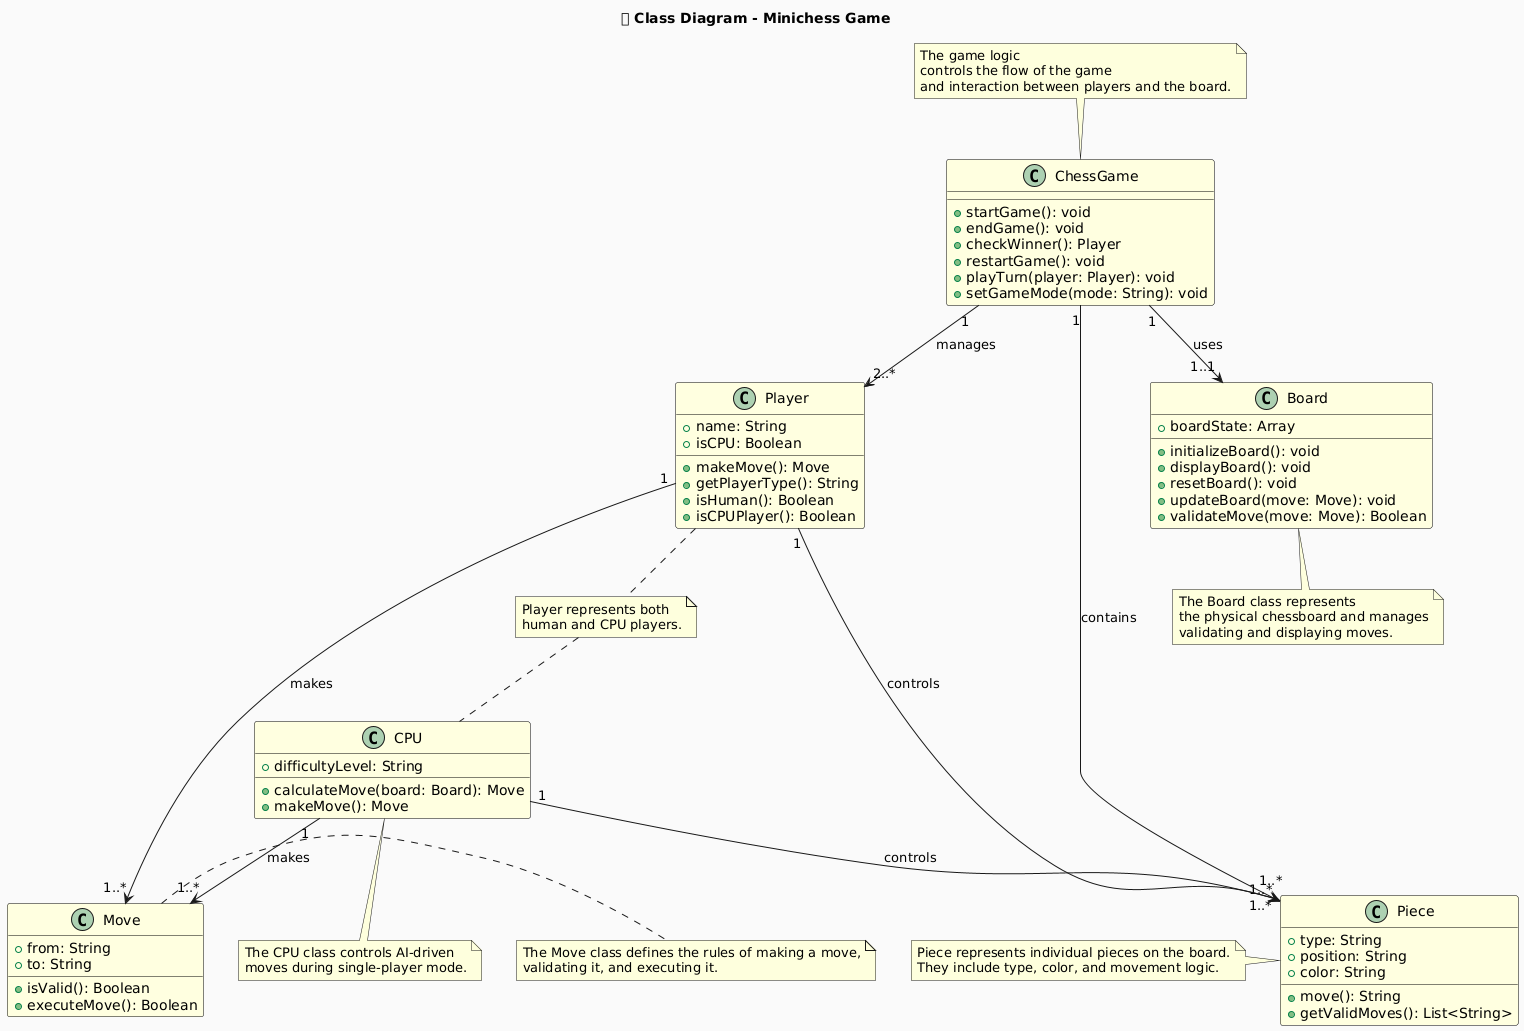 Class Diagram - Minichess Game
The game logic
controls the flow of the game
and interaction between players and the board.
C ChessGame
startGame(): void
endGame(): void
checkWinner(): Player
restartGame(): void
playTurn(player: Player): void
setGameMode(mode: String): void
1
1
1
manages
uses
2..*
1..1
C Player
name: String
isCPU: Boolean
makeMove(): Move
getPlayerType(): String
isHuman(): Boolean
isCPUPlayer(): Boolean
C Board
boardState: Array
initializeBoard(): void
displayBoard(): void
resetBoard(): void
updateBoard(move: Move): void
validateMove(move: Move): Boolean
1
1
Player represents both
human and CPU players.
contains
The Board class represents
the physical chessboard and manages
validating and displaying moves.
makes
controls
C CPU
difficultyLevel: String
calculateMove(board: Board): Move
makeMove(): Move
1
1
makes
controls
1..*
1..*
1..*
1..*
1..*
C Move
from: String
to: String
isValid(): Boolean
executeMove(): Boolean
The CPU class controls AI-driven
moves during single-player mode.
The Move class defines the rules of making a move,
validating it, and executing it.
Piece represents individual pieces on the board.
They include type, color, and movement logic.
C Piece
type: String
position: String
color: String
move(): String
getValidMoves(): List<String>